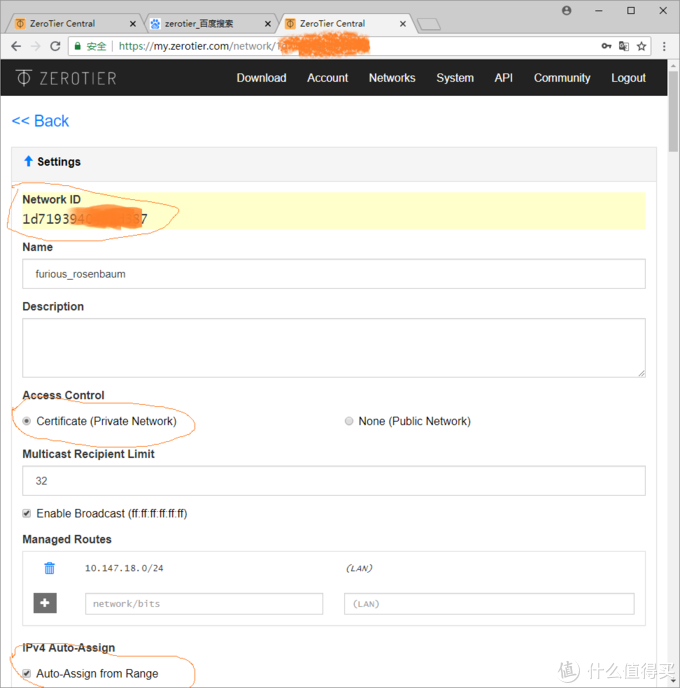 ZeroTier Central
zerotier_百度搜索
ZeroTier Central
安全 https://my.zerotier.com/network/
ZEROTIER Download Account Networks System API Community Logout
<< Back
Settings
Network ID
1d71939
Name
furious_rosenbaum
Description
Access Control
Certificate (Private Network) None (Public Network)
Multicast Recipient Limit
32
Enable Broadcast (ff:ff:ff:ff:ff:ff)
Managed Routes
10.147.18.0/24 (LAN)
network/bits (LAN)
IPv4 Auto-Assign
Auto-Assign from Range
值 什么值得买